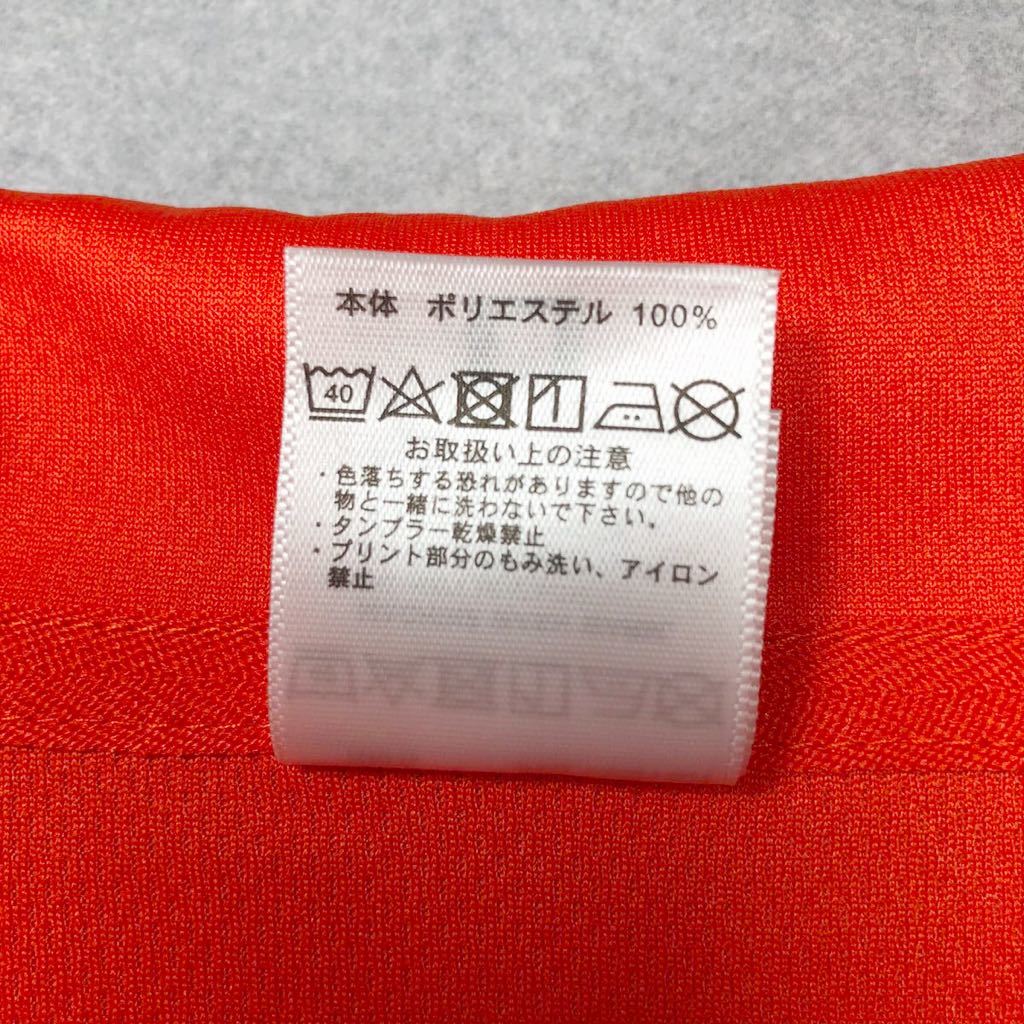 本体 ポリエステル 100%
40
お取扱い上の注意
・色落ちする恐れがありますので他の
物と一緒に洗わないで下さい。
・タンブラー乾燥禁止
・プリント部分のもみ洗い、アイロン
禁止